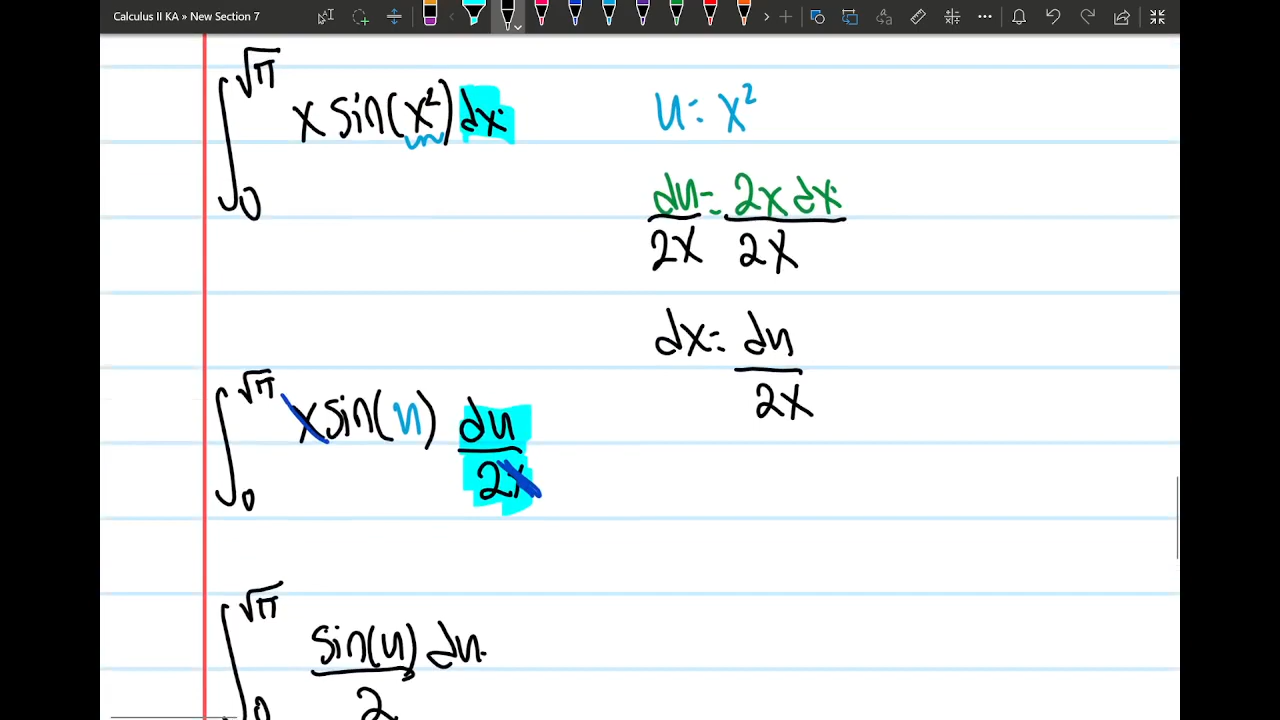 Calculus II KA » New Section 7
∫₀^√π x sin(x²) dx
u = x²
du = 2x dx
2x 2x
dx = du
2x
∫₀^√π x sin(u) du
2x
∫₀^√π sin(u) du
2